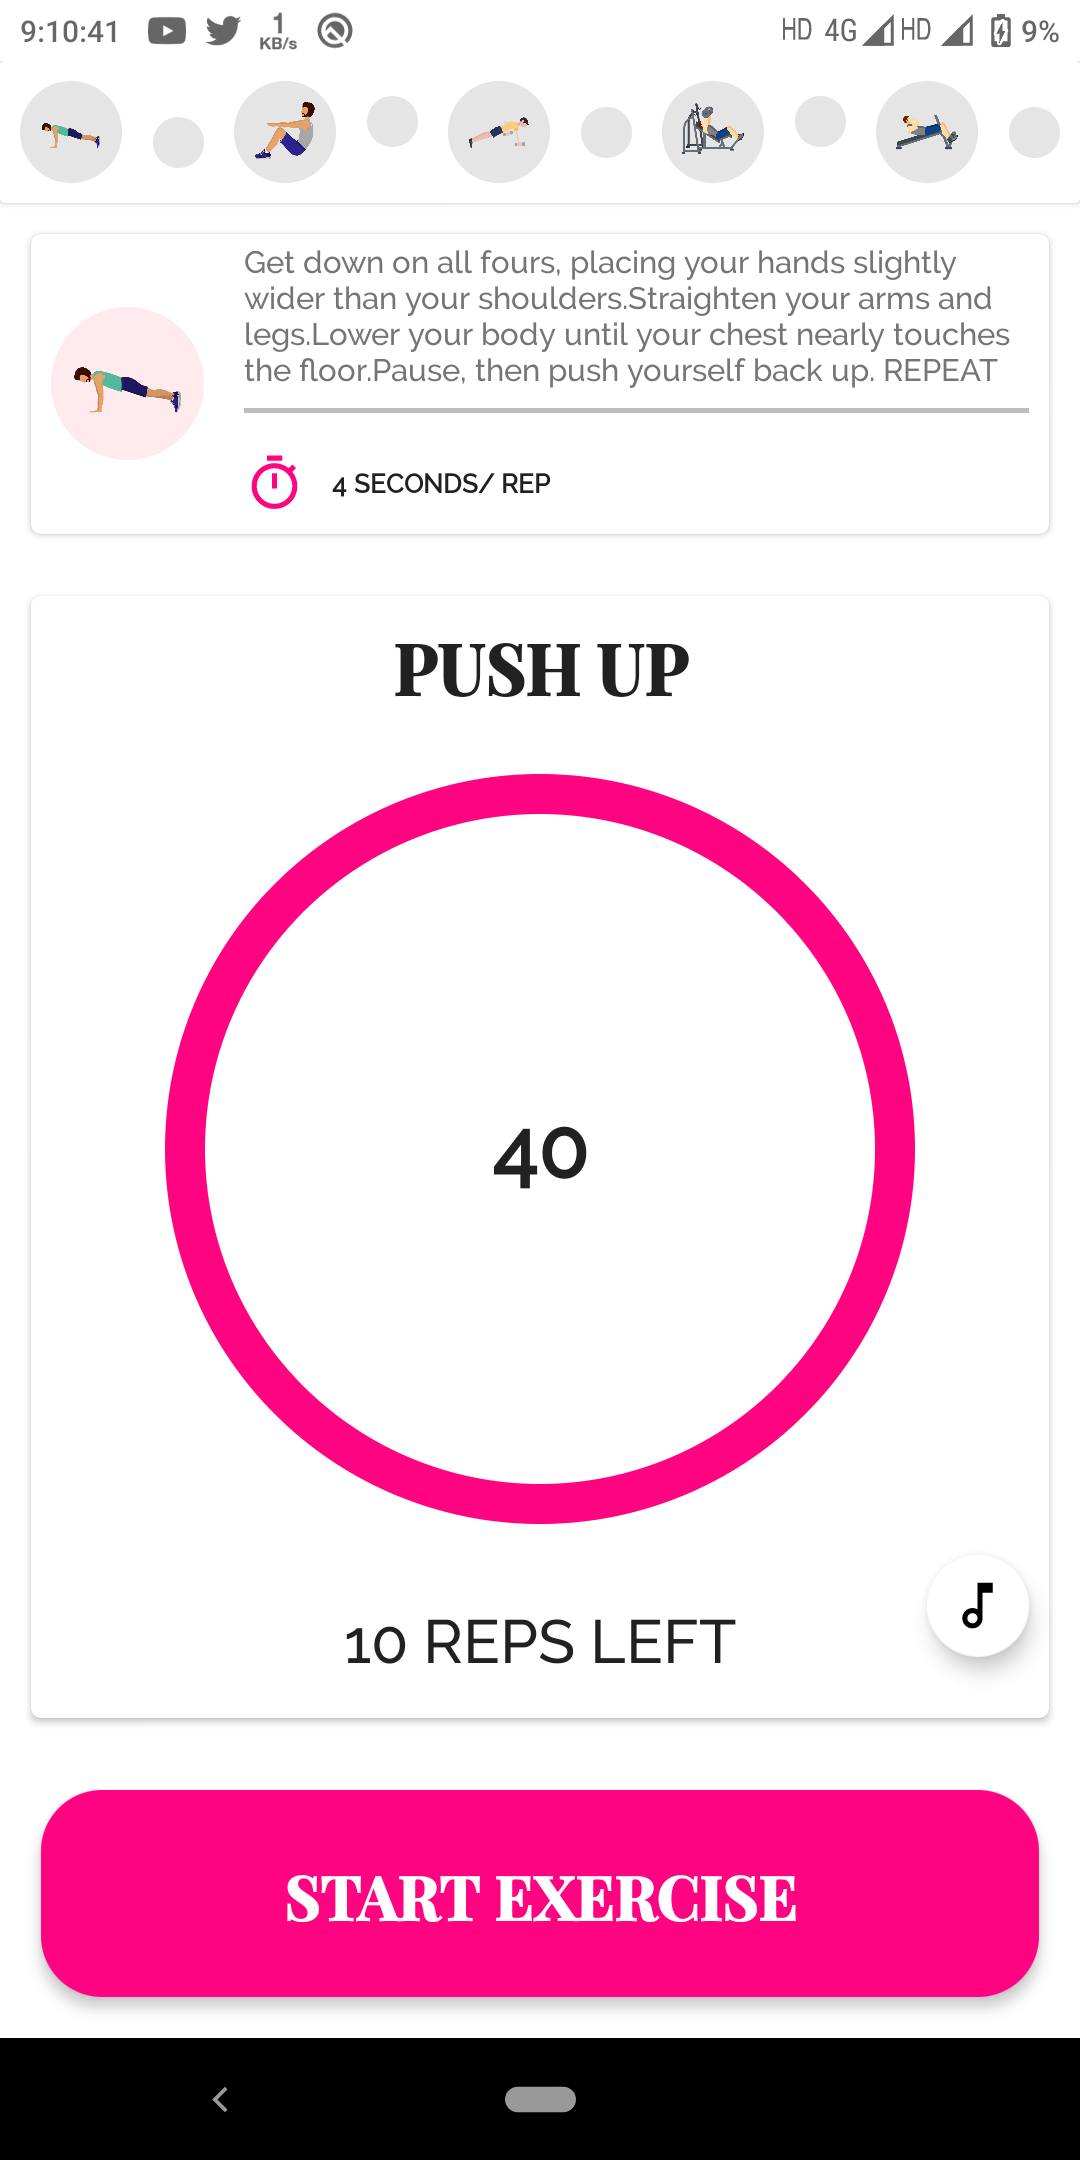 9:10:41 1 KB/s HD 4G HD 9%
Get down on all fours, placing your hands slightly
wider than your shoulders.Straighten your arms and
legs.Lower your body until your chest nearly touches
the floor.Pause, then push yourself back up. REPEAT
4 SECONDS/ REP
PUSH UP
40
10 REPS LEFT
START EXERCISE